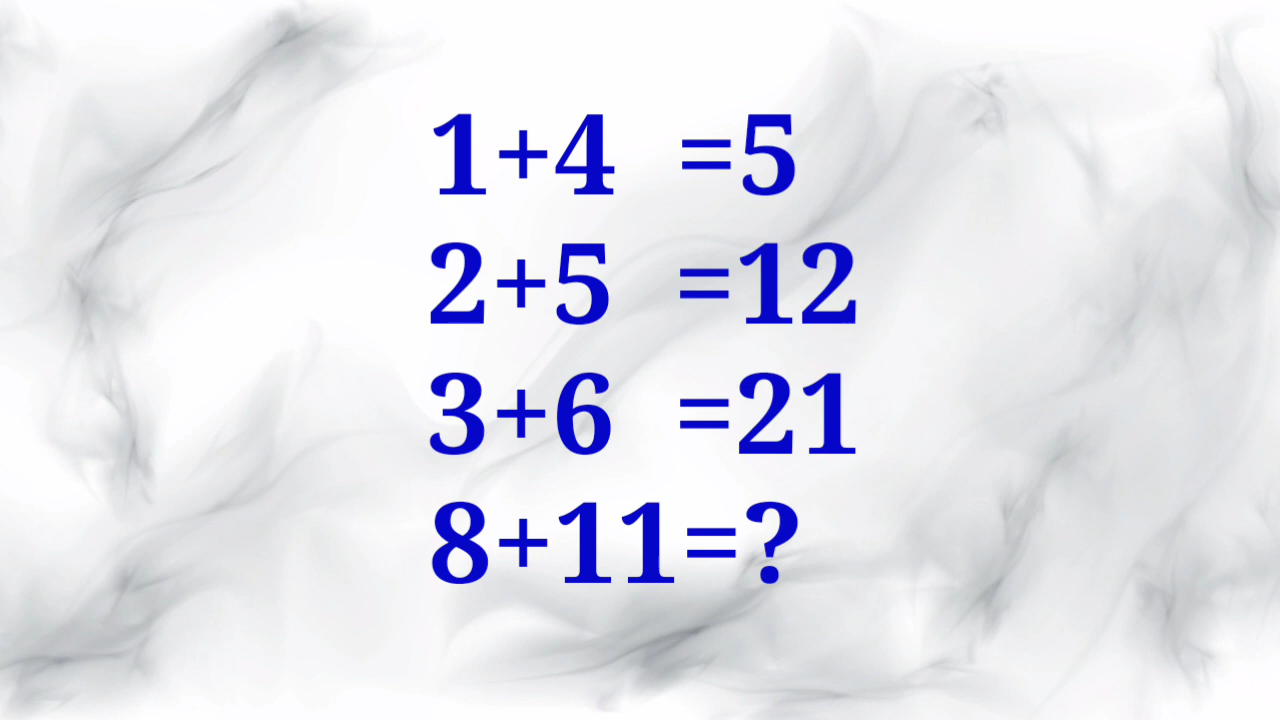 1+4 =5
2+5 =12
3+6 =21
8+11=?